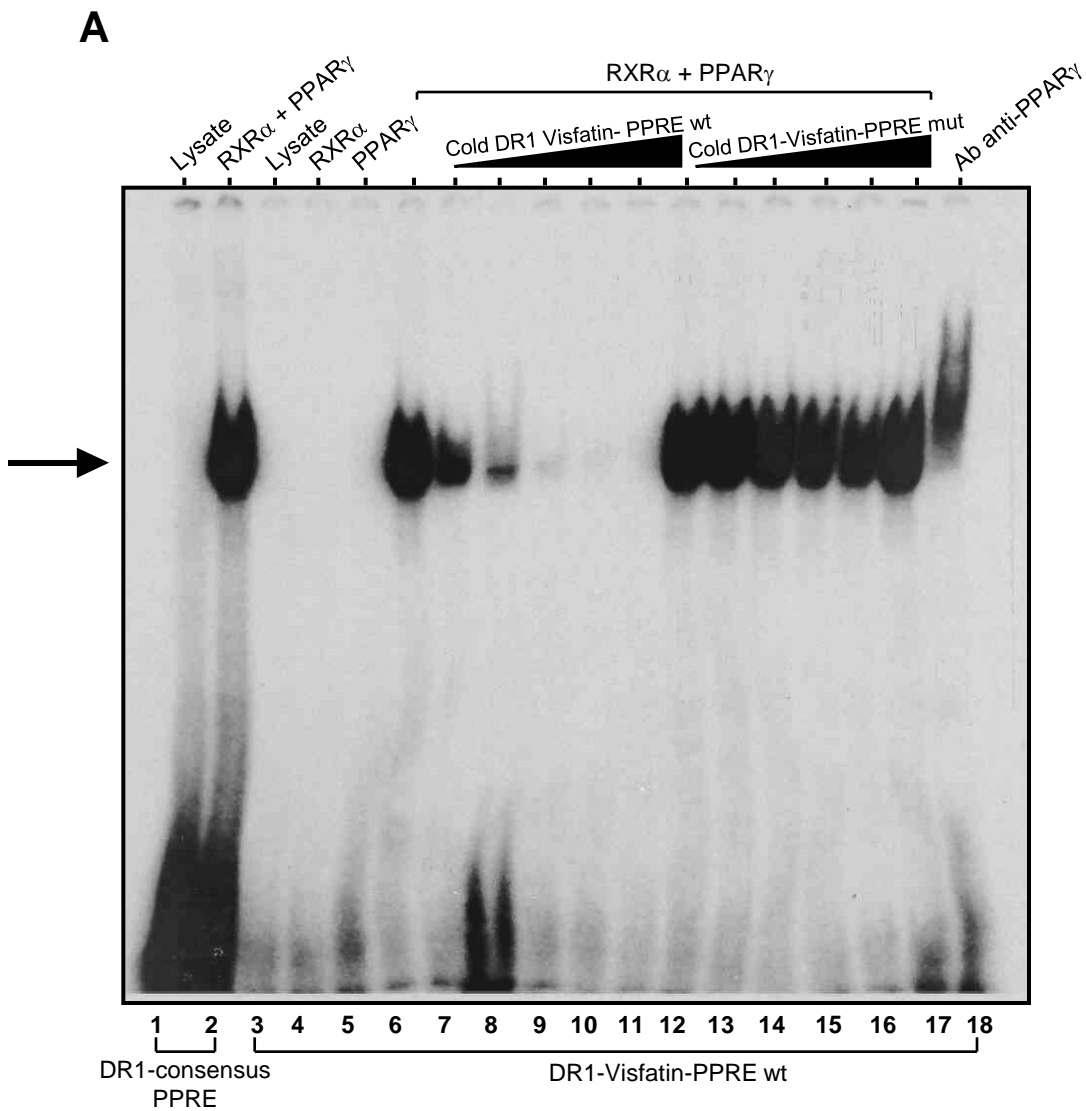 A
RXRα + PPARγ
Lysate
RXRα + PPARγ
Lysate
RXRα
PPARγ
Cold DR1 Visfatin- PPRE wt
Cold DR1-Visfatin-PPRE mut
Ab anti-PPARγ
1 2 3 4 5 6 7 8 9 10 11 12 13 14 15 16 17 18
DR1-consensus
PPRE
DR1-Visfatin-PPRE wt